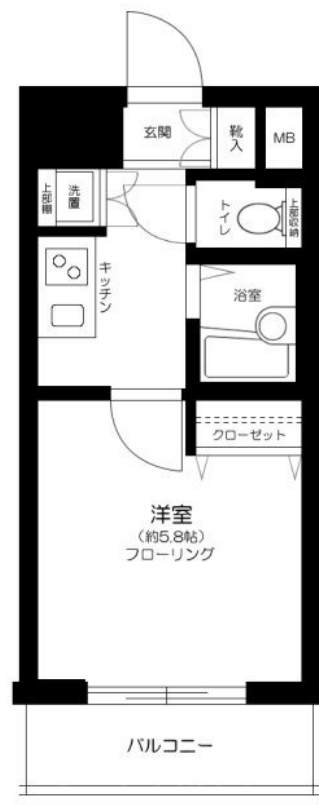 玄関
靴入
MB
上部棚
洗置
トイレ
上部収納
キッチン
浴室
クローゼット
洋室
(約5.8帖)
フローリング
バルコニー